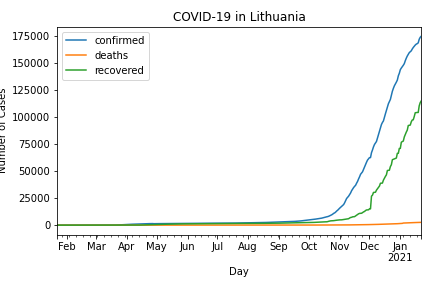 COVID-19 in Lithuania
confirmed
deaths
recovered
175000
150000
125000
100000
75000
50000
25000
0
Number of Cases
Feb Mar Apr May Jun Jul Aug Sep Oct Nov Dec Jan
2021
Day